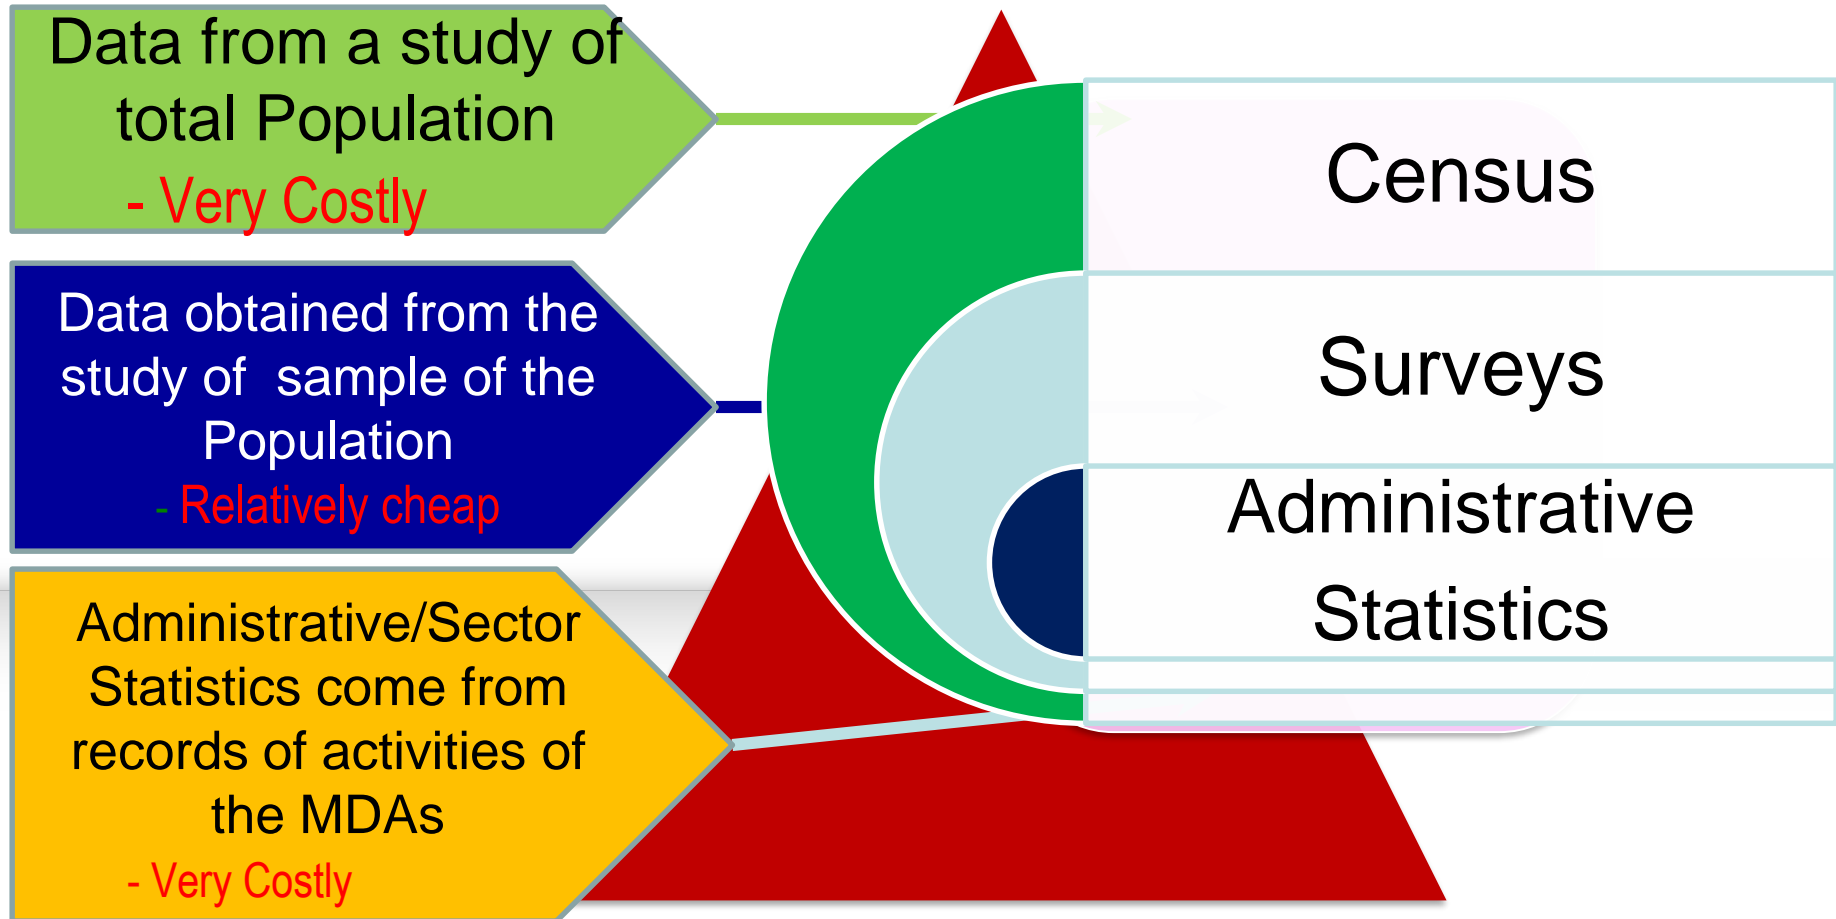 Data from a study of
total Population
- Very Costly
Data obtained from the
study of sample of the
Population
- Relatively cheap
Administrative/Sector
Statistics come from
records of activities of
the MDAs
- Very Costly
Census
Surveys
Administrative
Statistics